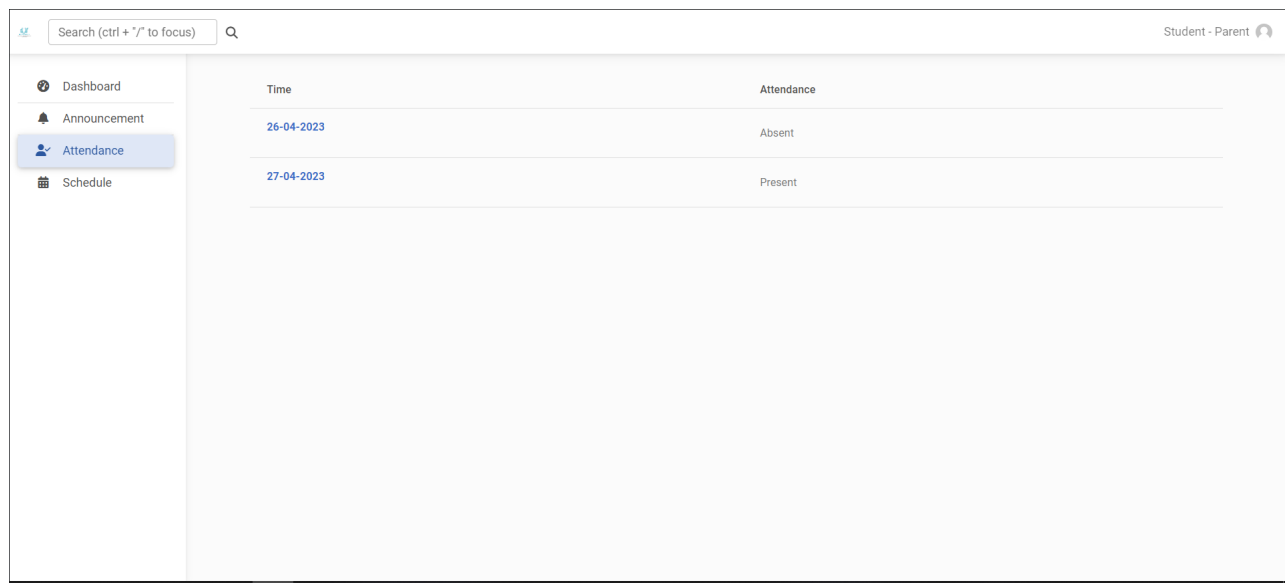 Search (ctrl + "/" to focus)
Student - Parent
Dashboard
Announcement
Attendance
Schedule
Time Attendance
26-04-2023 Absent
27-04-2023 Present